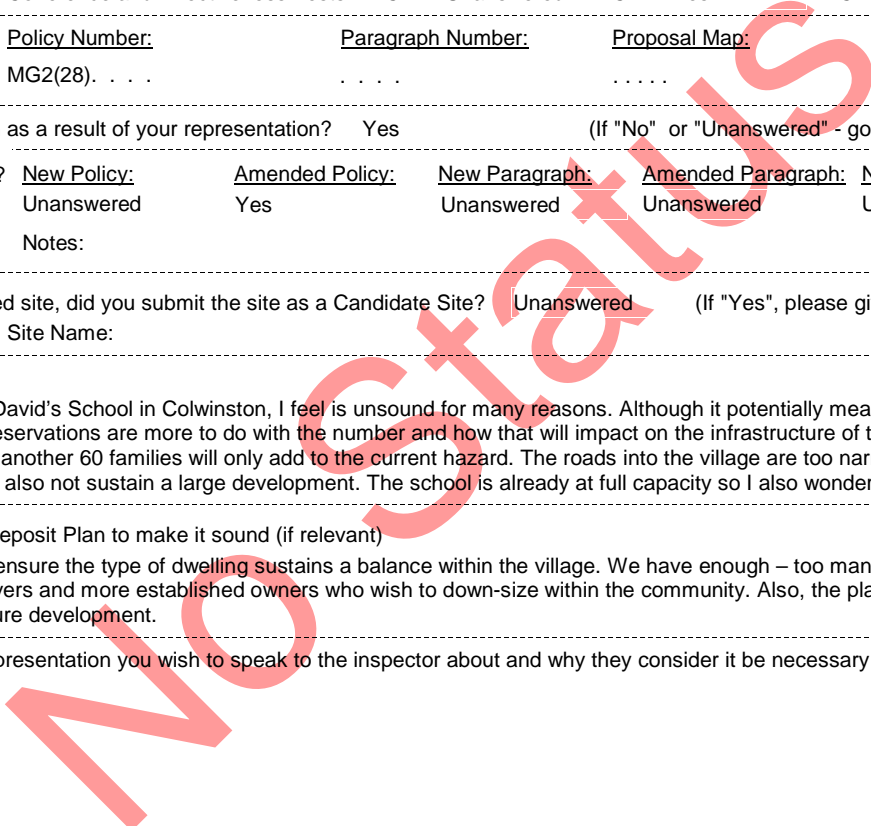 Policy Number: Paragraph Number: Proposal Map:
MG2(28). . . . . . . . . . . . .
as a result of your representation? Yes (If "No" or "Unanswered" - go
? New Policy: Amended Policy: New Paragraph: Amended Paragraph:
Unanswered Yes Unanswered Unanswered
Notes:
ed site, did you submit the site as a Candidate Site? Unanswered (If "Yes", please gi
Site Name:
David’s School in Colwinston, I feel is unsound for many reasons. Although it potentially mea
eservations are more to do with the number and how that will impact on the infrastructure of t
another 60 families will only add to the current hazard. The roads into the village are too nar
also not sustain a large development. The school is already at full capacity so I also wonder
eposit Plan to make it sound (if relevant)
ensure the type of dwelling sustains a balance within the village. We have enough – too man
yers and more established owners who wish to down-size within the community. Also, the pla
ure development.
presentation you wish to speak to the inspector about and why they consider it be necessary
No Status